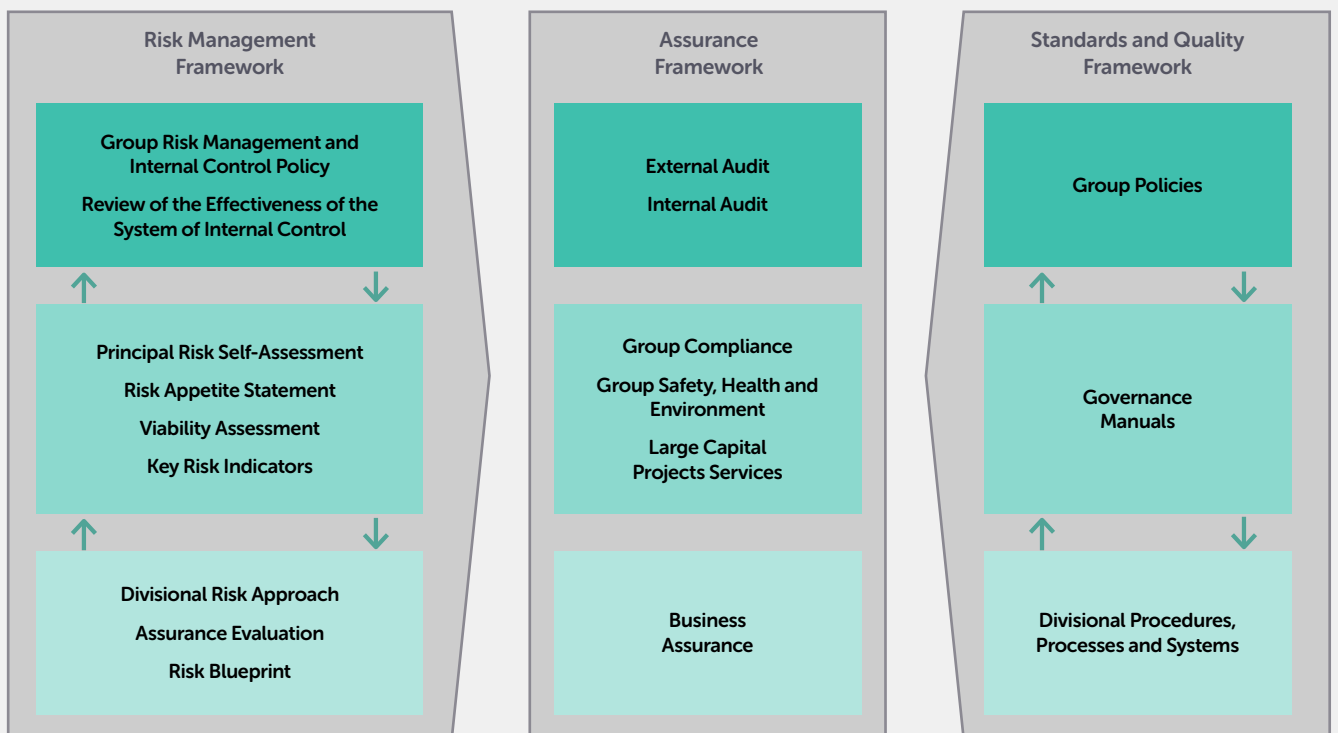 Risk Management
Framework
Group Risk Management and
Internal Control Policy
Review of the Effectiveness of the
System of Internal Control
Principal Risk Self-Assessment
Risk Appetite Statement
Viability Assessment
Key Risk Indicators
Divisional Risk Approach
Assurance Evaluation
Risk Blueprint
Assurance
Framework
External Audit
Internal Audit
Group Compliance
Group Safety, Health and
Environment
Large Capital
Projects Services
Business
Assurance
Standards and Quality
Framework
Group Policies
Governance
Manuals
Divisional Procedures,
Processes and Systems